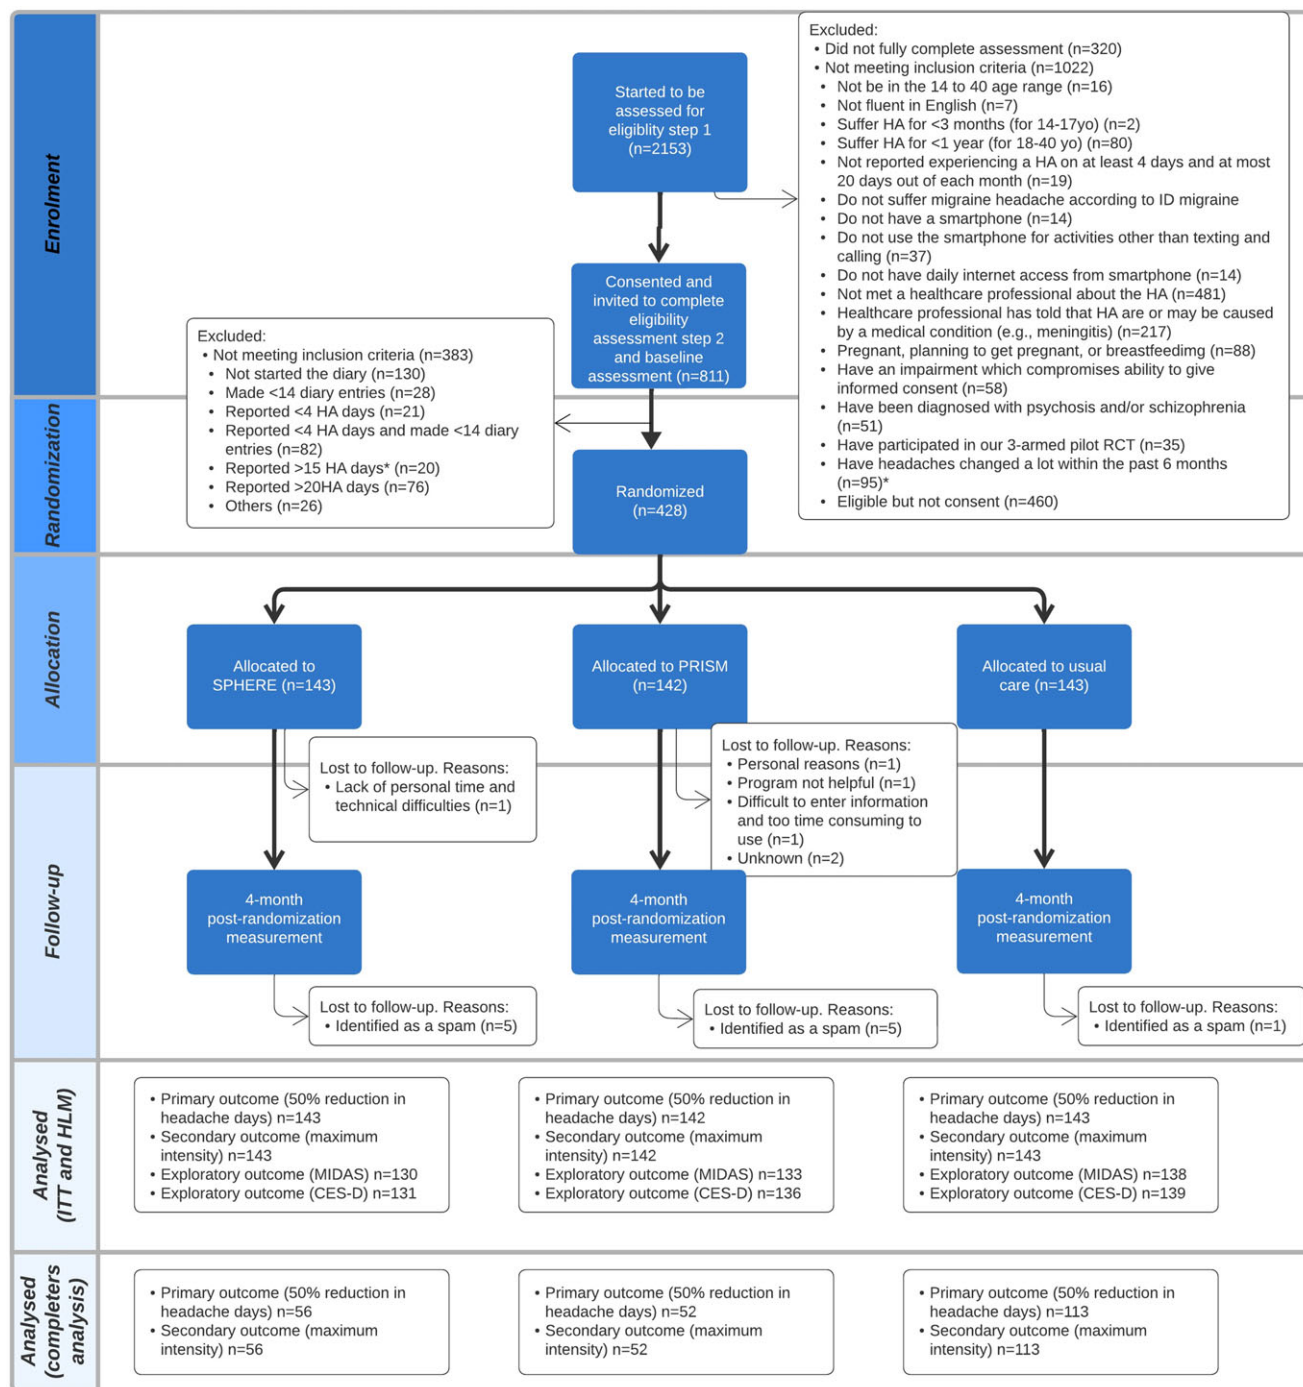 Enrolment
Started to be
assessed for
eligiblity step 1
(n=2153)
Excluded:
• Did not fully complete assessment (n=320)
• Not meeting inclusion criteria (n=1022)
• Not be in the 14 to 40 age range (n=16)
• Not fluent in English (n=7)
• Suffer HA for <3 months (for 14-17yo) (n=2)
• Suffer HA for <1 year (for 18-40 yo) (n=80)
• Not reported experiencing a HA on at least 4 days and at most
20 days out of each month (n=19)
• Do not suffer migraine headache according to ID migraine
• Do not have a smartphone (n=14)
• Do not use the smartphone for activities other than texting and
calling (n=37)
• Do not have daily internet access from smartphone (n=14)
• Not met a healthcare professional about the HA (n=481)
• Healthcare professional has told that HA are or may be caused
by a medical condition (e.g., meningitis) (n=217)
• Pregnant, planning to get pregnant, or breastfeedimg (n=88)
• Have an impairment which compromises ability to give
informed consent (n=58)
• Have been diagnosed with psychosis and/or schizophrenia
(n=51)
• Have participated in our 3-armed pilot RCT (n=35)
• Have headaches changed a lot within the past 6 months
(n=95)*
• Eligible but not consent (n=460)
Consented and
invited to complete
eligibility
assessment step 2
and baseline
assessment (n=811)
Excluded:
• Not meeting inclusion criteria (n=383)
• Not started the diary (n=130)
• Made <14 diary entries (n=28)
• Reported <4 HA days (n=21)
• Reported <4 HA days and made <14 diary
entries (n=82)
• Reported >15 HA days* (n=20)
• Reported >20HA days (n=76)
• Others (n=26)
Randomization
Randomized
(n=428)
Allocation
Allocated to
SPHERE (n=143)
Allocated to PRISM
(n=142)
Allocated to usual
care (n=143)
Lost to follow-up. Reasons:
• Lack of personal time and
technical difficulties (n=1)
Lost to follow-up. Reasons:
• Personal reasons (n=1)
• Program not helpful (n=1)
• Difficult to enter information
and too time consuming to
use (n=1)
• Unknown (n=2)
Follow-up
4-month
post-randomization
measurement
4-month
post-randomization
measurement
4-month
post-randomization
measurement
Lost to follow-up. Reasons:
• Identified as a spam (n=5)
Lost to follow-up. Reasons:
• Identified as a spam (n=5)
Lost to follow-up. Reasons:
• Identified as a spam (n=1)
Analysed
(ITT and HLM)
• Primary outcome (50% reduction in
headache days) n=143
• Secondary outcome (maximum
intensity) n=143
• Exploratory outcome (MIDAS) n=130
• Exploratory outcome (CES-D) n=131
• Primary outcome (50% reduction in
headache days) n=142
• Secondary outcome (maximum
intensity) n=142
• Exploratory outcome (MIDAS) n=133
• Exploratory outcome (CES-D) n=136
• Primary outcome (50% reduction in
headache days) n=143
• Secondary outcome (maximum
intensity) n=143
• Exploratory outcome (MIDAS) n=138
• Exploratory outcome (CES-D) n=139
Analysed
(completers
analysis)
• Primary outcome (50% reduction in
headache days) n=56
• Secondary outcome (maximum
intensity) n=56
• Primary outcome (50% reduction in
headache days) n=52
• Secondary outcome (maximum
intensity) n=52
• Primary outcome (50% reduction in
headache days) n=113
• Secondary outcome (maximum
intensity) n=113